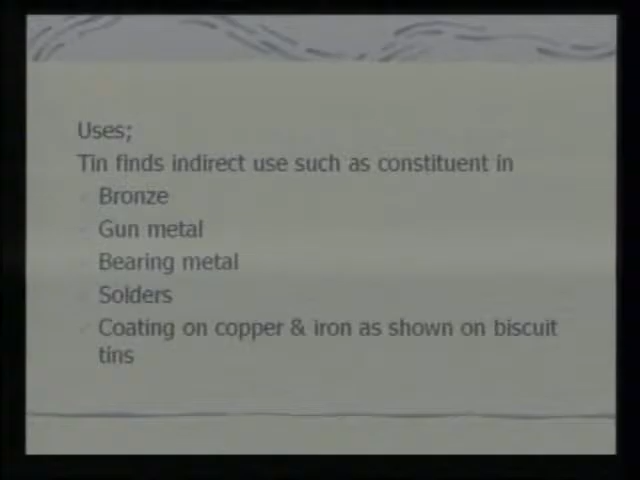 Uses;
Tin finds indirect use such as constituent in
Bronze
Gun metal
Bearing metal
Solders
Coating on copper & iron as shown on biscuit
tins